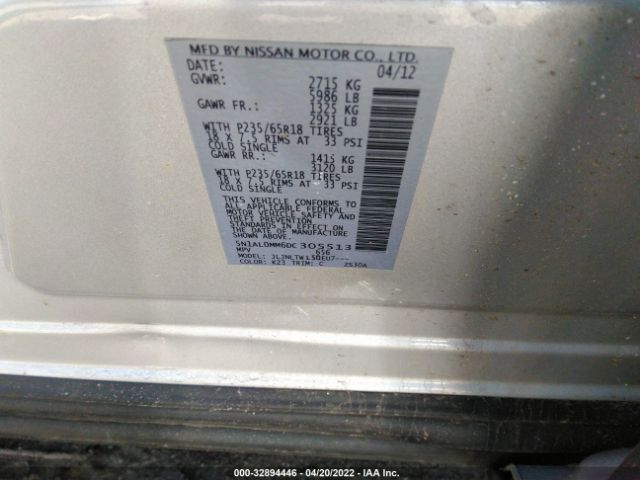 MFD BY NISSAN MOTOR CO., LTD.
DATE: 04/12
GVWR: 2715 KG
5986 LB
GAWR FR.: 1325 KG
2921 LB
WITH P235/65R18 TIRES
18 X 7.5 RIMS AT 33 PSI
COLD SINGLE
GAWR RR.: 1415 KG
3120 LB
WITH P235/65R18 TIRES
18 X 7.5 RIMS AT 33 PSI
COLD SINGLE
THIS VEHICLE CONFORMS TO
ALL APPLICABLE FEDERAL
MOTOR VEHICLE SAFETY AND
THEFT PREVENTION
STANDARDS IN EFFECT ON
THE DATE OF MANUFACTURE
SHOWN ABOVE.
5N1AL0MM6DC305513
MPV 656
MODEL: JLJNLTWL50EU7---
COLOR: K23 TRIM: C 2S30A
000-32894446 - 04/20/2022 - IAA Inc.